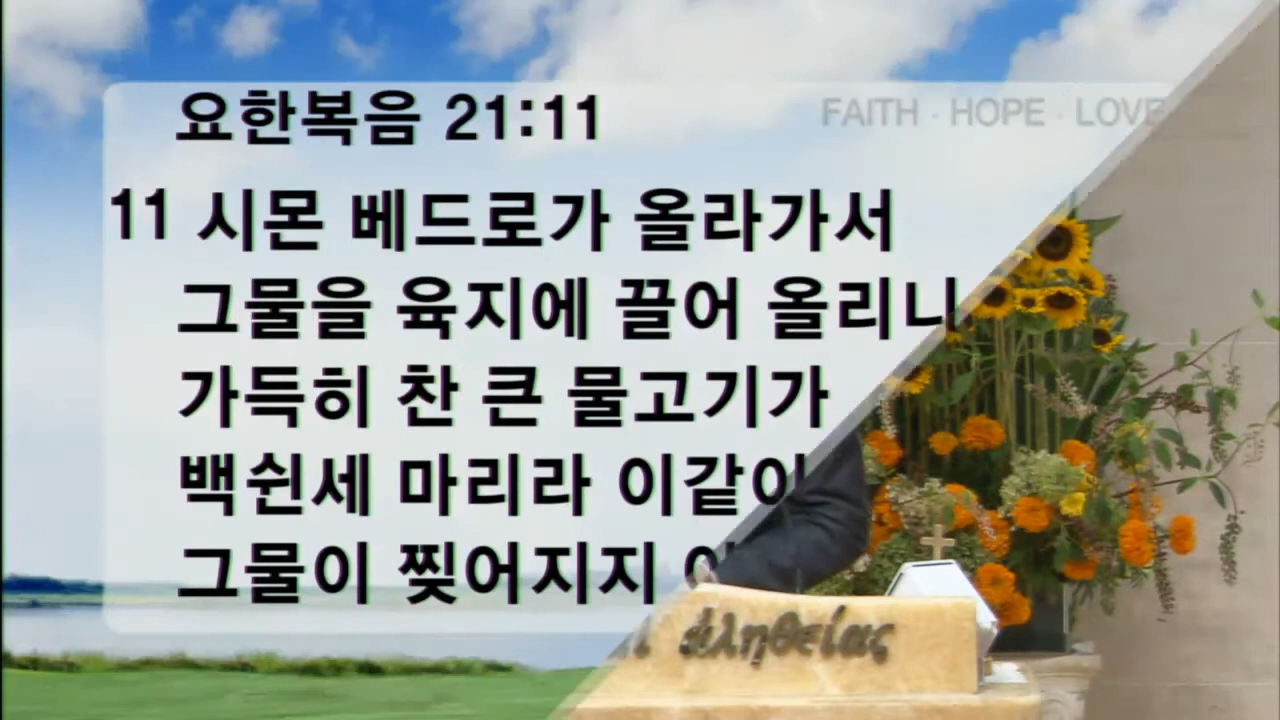 요한복음 21:11
FAITH · HOPE · LOVE
11 시몬 베드로가 올라가서
그물을 육지에 끌어 올리니
가득히 찬 큰 물고기가
백쉰세 마리라 이같이
그물이 찢어지지
ἀληθείας